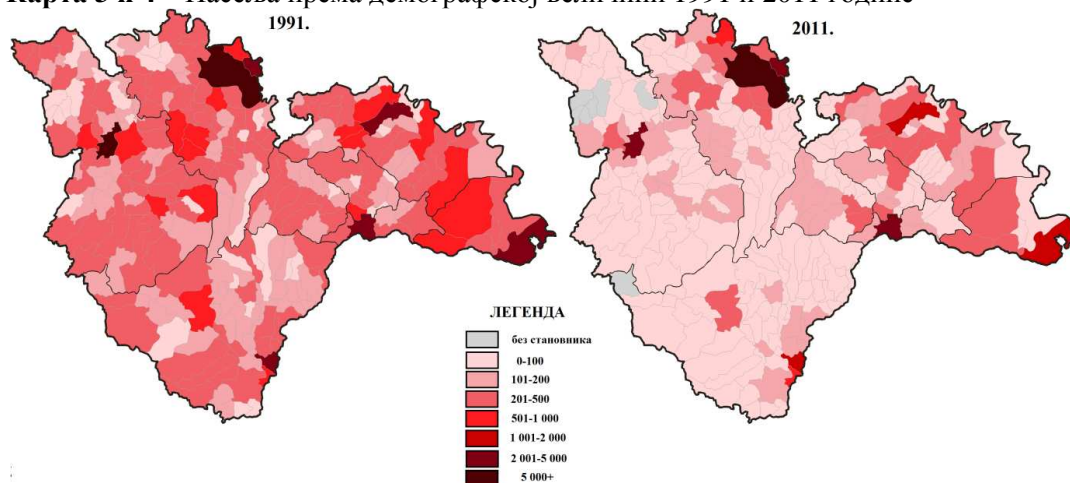 Карта 3 и 4 – Насеља према демографској величини 1991 и 2011 године
1991.
2011.
ЛЕГЕНДА
без становника
0-100
101-200
201-500
501-1 000
1 001-2 000
2 001-5 000
5 000+